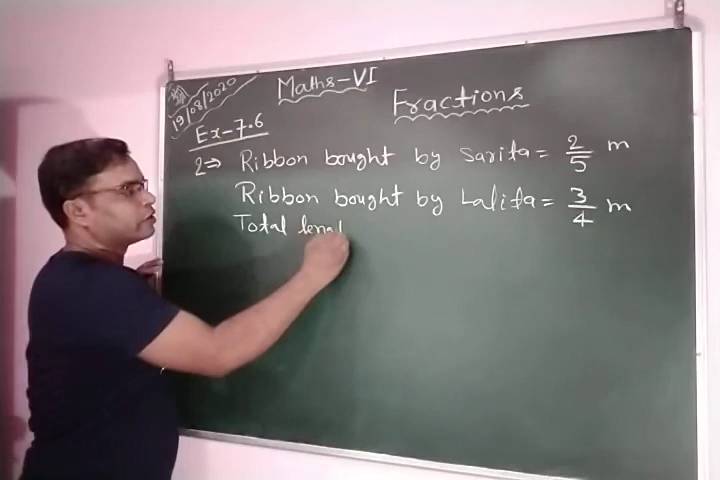 Maths-VI
19/08/2020
Fractions
Ex-7.6
2⇒ Ribbon bought by Sarita = 2/5 m
Ribbon bought by Lalita = 3/4 m
Total